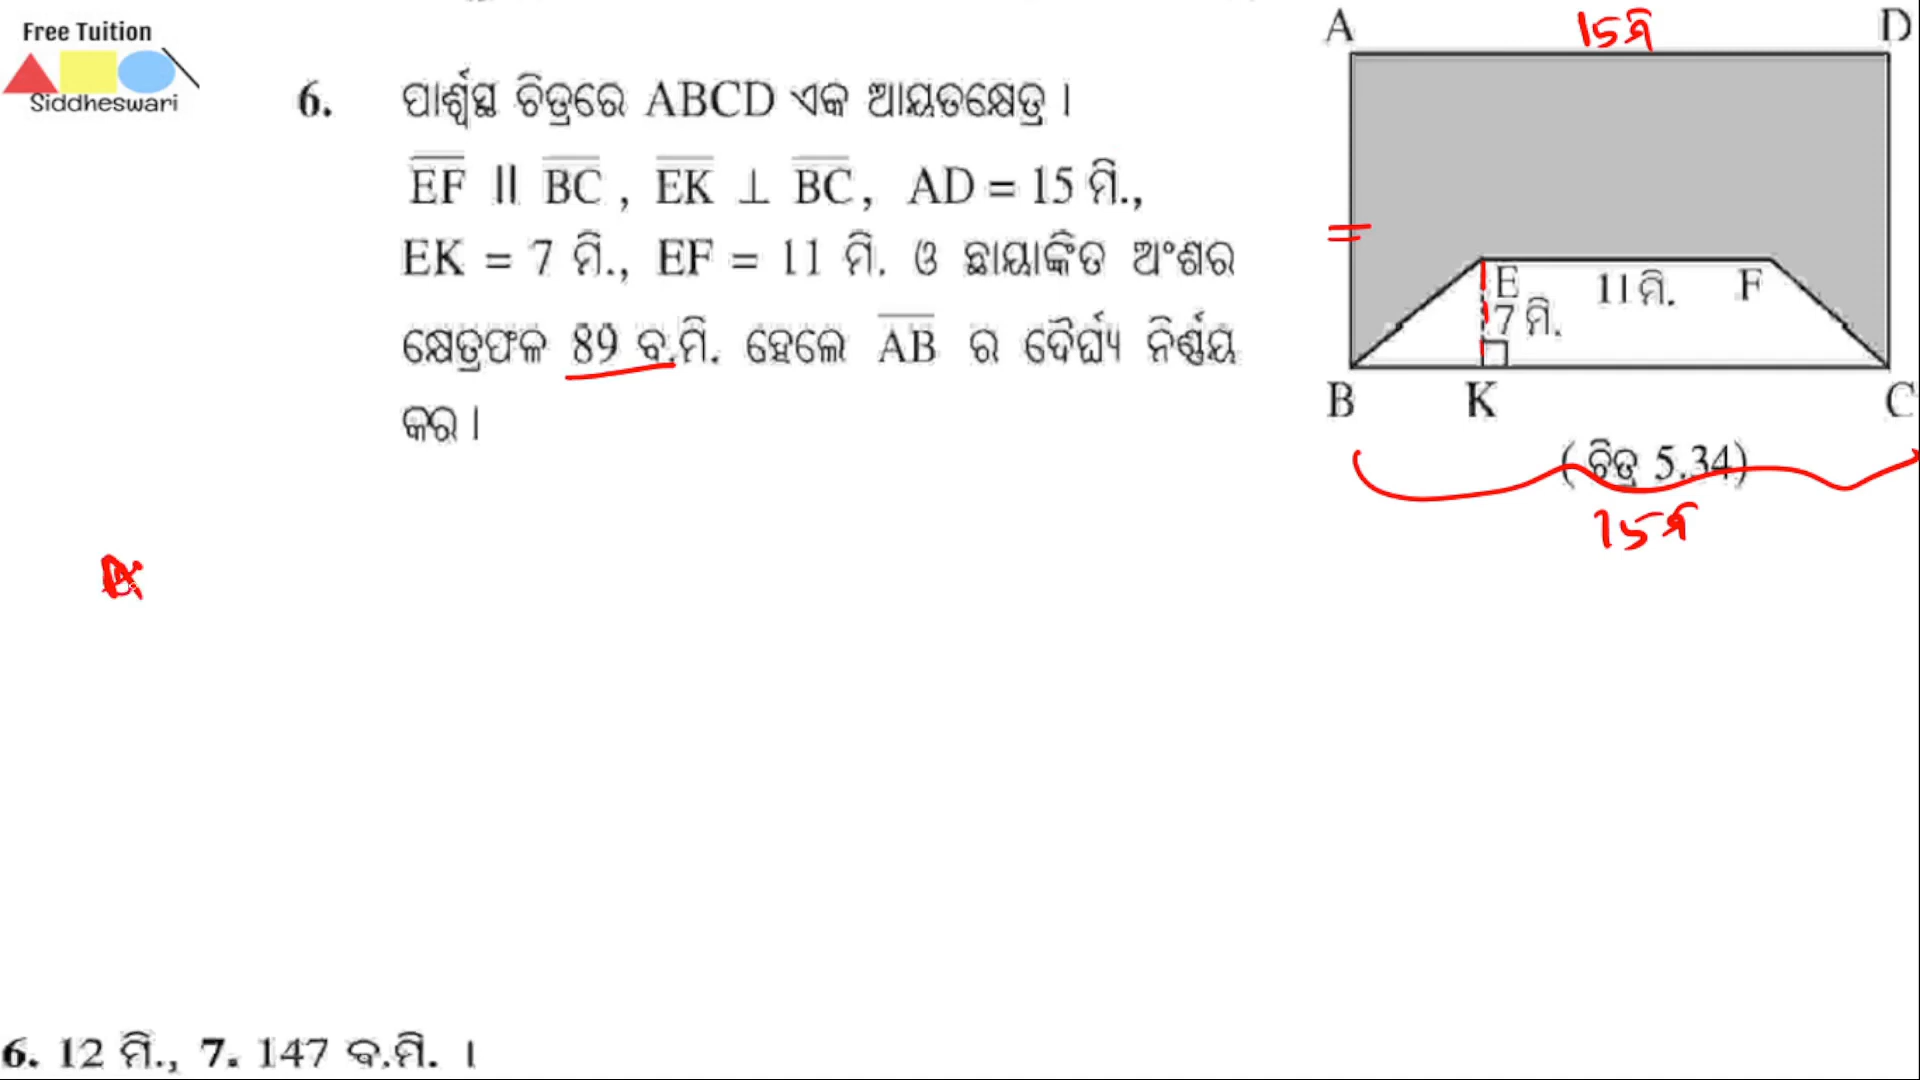 Free Tuition
Siddheswari
6. ପାର୍ଶ୍ୱସ୍ଥ ଚିତ୍ରରେ ABCD ଏକ ଆୟତକ୍ଷେତ୍ର ।
EF || BC , EK ⊥ BC, AD = 15 ମି.,
EK = 7 ମି., EF = 11 ମି. ଓ ଛାୟାଙ୍କିତ ଅଂଶର
କ୍ଷେତ୍ରଫଳ 89 ବ.ମି. ହେଲେ AB ର ଦୈର୍ଘ୍ୟ ନିର୍ଣ୍ଣୟ
କର ।
A 15ମି D
E 11ମି. F
7 ମି.
B K C
( ଚିତ୍ର 5.34)
15ମି
6. 12 ମି., 7. 147 ବ.ମି. ।